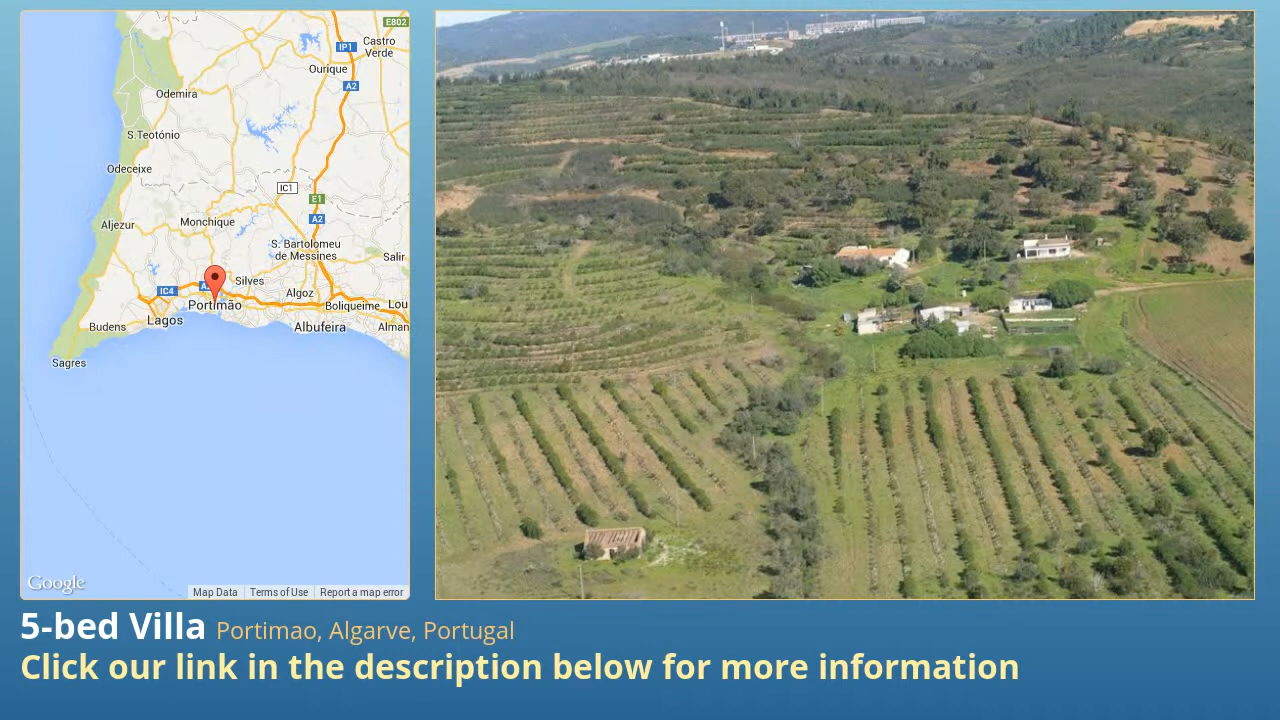 E802
Castro
Verde
IP1
Ourique
A2
Odemira
S.Teotónio
Odeceixe
IC1
E1
Aljezur
Monchique
A2
S. Bartolomeu
de Messines
Salir
Silves
IC4
Algoz
Portimão
Boliqueime
Lou
Lagos
Budens
Albufeira
Alman
Sagres
Google
Map Data
Terms of Use
Report a map error
5-bed Villa Portimao, Algarve, Portugal
Click our link in the description below for more information